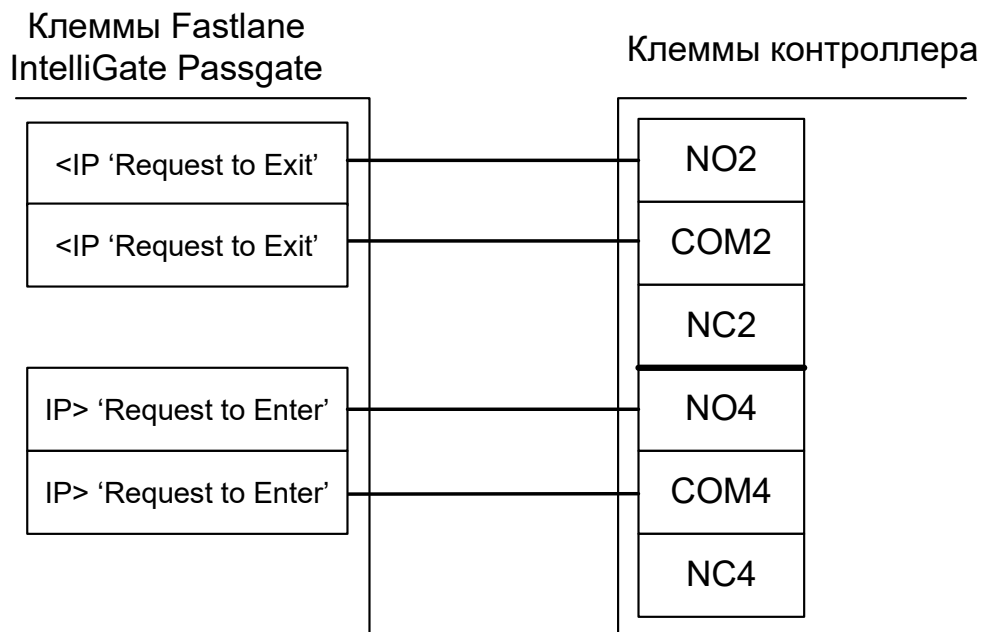 Клеммы Fastlane
IntelliGate Passgate
Клеммы контроллера
<IP ‘Request to Exit’
NO2
<IP ‘Request to Exit’
COM2
NC2
IP> ‘Request to Enter’
NO4
IP> ‘Request to Enter’
COM4
NC4